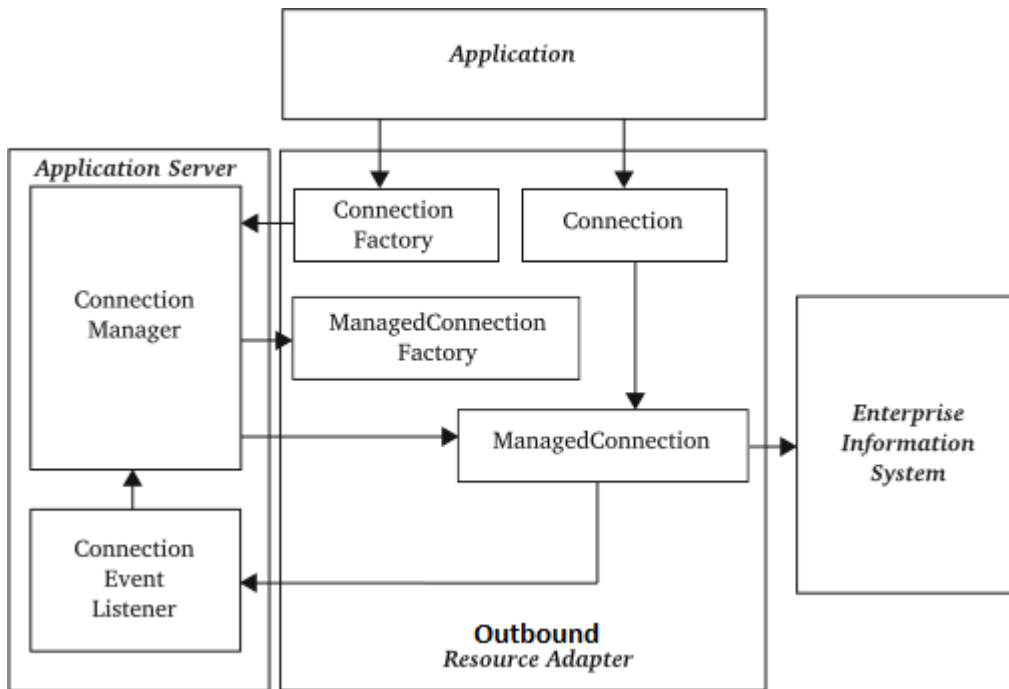 Application
Application Server
Connection
Factory
Connection
Connection
Manager
ManagedConnection
Factory
ManagedConnection
Enterprise
Information
System
Connection
Event
Listener
Outbound
Resource Adapter